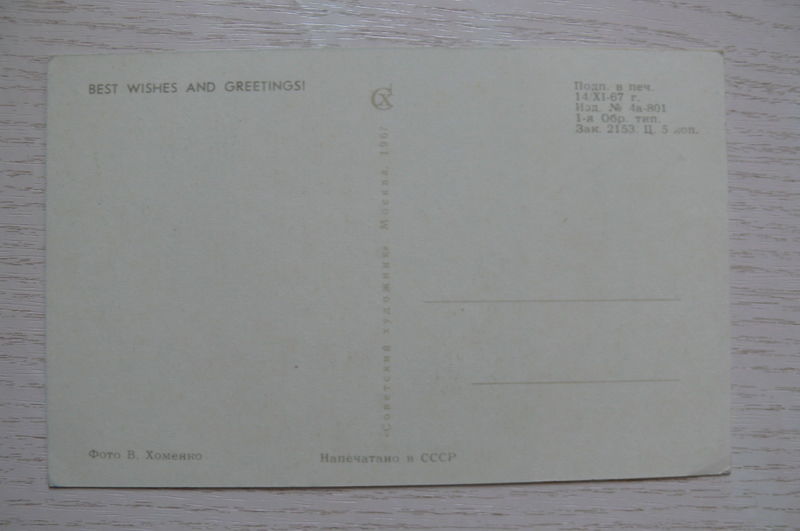 BEST WISHES AND GREETINGS!
СХ
Подп. в печ.
14/XI-67 г.
Изд. № 4а-801
1-я Обр. тип.
Зак. 2153. Ц. 5 коп.
«Советский художник» Москва, 1967
Фото В. Хоменко
Напечатано в СССР